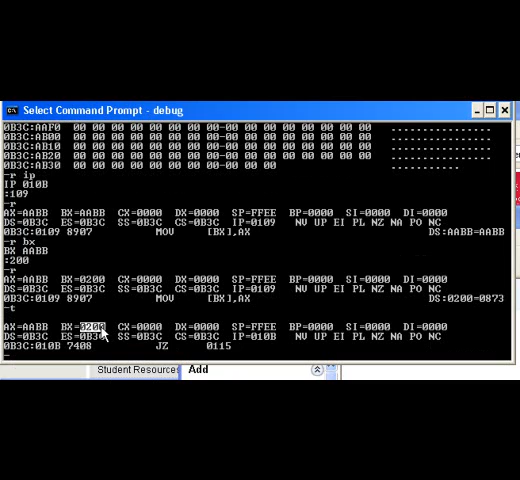 Select Command Prompt - debug
0B3C:AAF0 00 00 00 00 00 00 00 00-00 00 00 00 00 00 00 00 ................
0B3C:AB00 00 00 00 00 00 00 00 00-00 00 00 00 00 00 00 00 ................
0B3C:AB10 00 00 00 00 00 00 00 00-00 00 00 00 00 00 00 00 ................
0B3C:AB20 00 00 00 00 00 00 00 00-00 00 00 00 00 00 00 00 ................
0B3C:AB30 00 00 00 00 00 00 00 00-00 00 00 ...........
-r ip
IP 010B
:109
-r
AX=AABB BX=AABB CX=0000 DX=0000 SP=FFEE BP=0000 SI=0000 DI=0000
DS=0B3C ES=0B3C SS=0B3C CS=0B3C IP=0109 NV UP EI PL NZ NA PO NC
0B3C:0109 8907 MOV [BX],AX DS:AABB=AABB
-r bx
BX AABB
:200
-r
AX=AABB BX=0200 CX=0000 DX=0000 SP=FFEE BP=0000 SI=0000 DI=0000
DS=0B3C ES=0B3C SS=0B3C CS=0B3C IP=0109 NV UP EI PL NZ NA PO NC
0B3C:0109 8907 MOV [BX],AX DS:0200=0873
-t
AX=AABB BX=0200 CX=0000 DX=0000 SP=FFEE BP=0000 SI=0000 DI=0000
DS=0B3C ES=0B3C SS=0B3C CS=0B3C IP=010B NV UP EI PL NZ NA PO NC
0B3C:010B 7408 JZ 0115
-
Student Resources Add